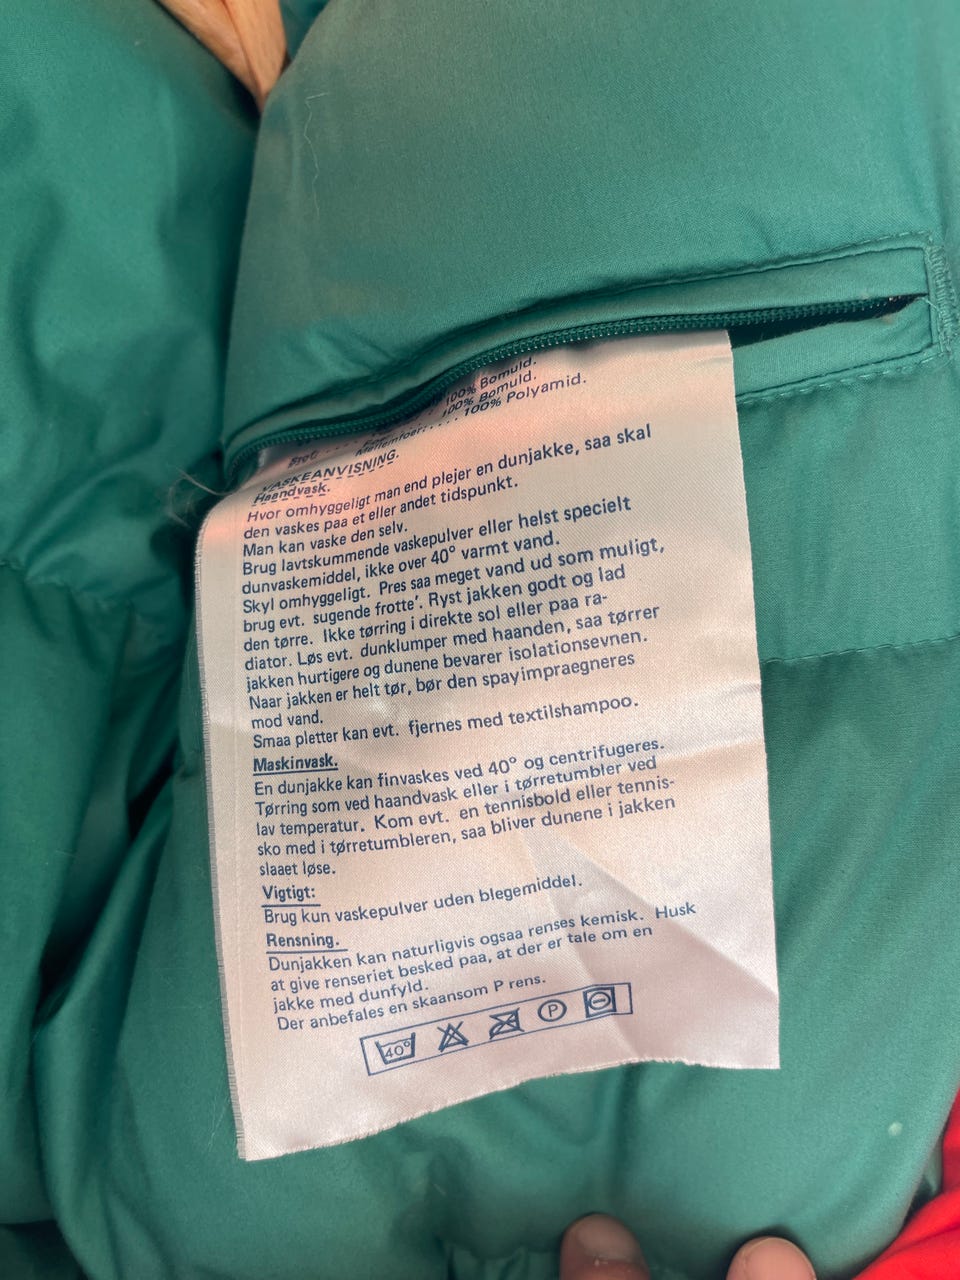 100% Bomuld.
100% Bomuld.
Mellemfoer:.... 100% Polyamid.
VASKEANVISNING.
Haandvask.
Hvor omhyggeligt man end plejer en dunjakke, saa skal
den vaskes paa et eller andet tidspunkt.
Man kan vaske den selv.
Brug lavtskummende vaskepulver eller helst specielt
dunvaskemiddel, ikke over 40° varmt vand.
Skyl omhyggeligt. Pres saa meget vand ud som muligt,
brug evt. sugende frotte'. Ryst jakken godt og lad
den tørre. Ikke tørring i direkte sol eller paa ra-
diator. Løs evt. dunklumper med haanden, saa tørrer
jakken hurtigere og dunene bevarer isolationsevnen.
Naar jakken er helt tør, bør den spayimpraegneres
mod vand.
Smaa pletter kan evt. fjernes med textilshampoo.
Maskinvask.
En dunjakke kan finvaskes ved 40° og centrifugeres.
Tørring som ved haandvask eller i tørretumbler ved
lav temperatur. Kom evt. en tennisbold eller tennis-
sko med i tørretumbleren, saa bliver dunene i jakken
slaaet løse.
Vigtigt:
Brug kun vaskepulver uden blegemiddel.
Rensning.
Dunjakken kan naturligvis ogsaa renses kemisk. Husk
at give renseriet besked paa, at der er tale om en
jakke med dunfyld.
Der anbefales en skaansom P rens.
40° P